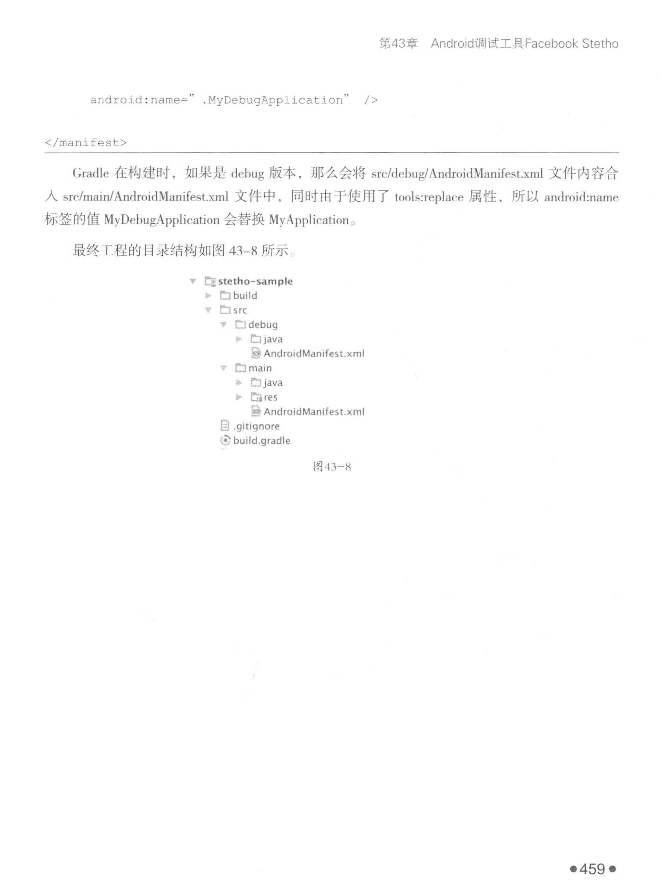 第43章 Android调试工具Facebook Stetho
android:name=” .MyDebugApplication” />
</manifest>
Gradle 在构建时，如果是 debug 版本，那么会将 src/debug/AndroidManifest.xml 文件内容合
入 src/main/AndroidManifest.xml 文件中，同时由于使用了 tools:replace 属性，所以 android:name
标签的值 MyDebugApplication 会替换 MyApplication。
最终工程的目录结构如图 43-8 所示。
stetho-sample
build
src
debug
java
AndroidManifest.xml
main
java
res
AndroidManifest.xml
.gitignore
build.gradle
图43-8
●459●